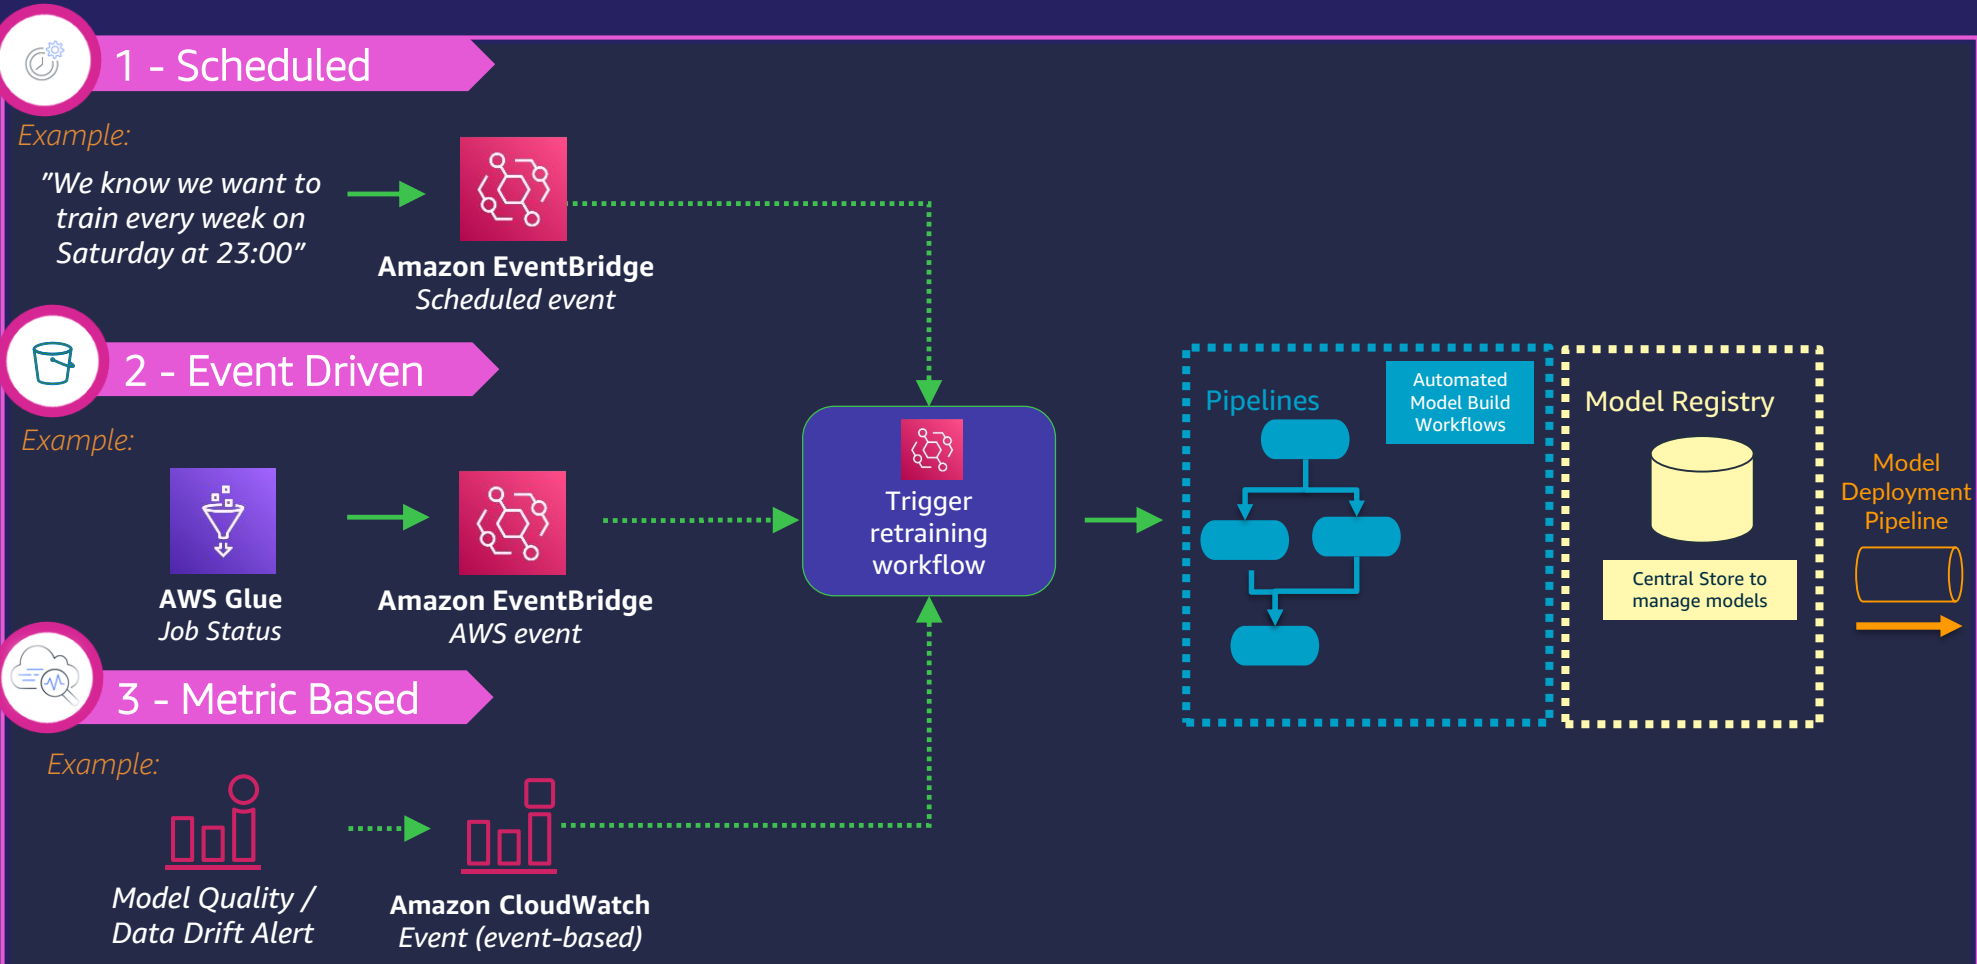 1 - Scheduled
Example:
"We know we want to
train every week on
Saturday at 23:00"
Amazon EventBridge
Scheduled event
2 - Event Driven
Example:
AWS Glue
Job Status
Amazon EventBridge
AWS event
3 - Metric Based
Example:
Model Quality /
Data Drift Alert
Amazon CloudWatch
Event (event-based)
Trigger
retraining
workflow
Pipelines
Automated
Model Build
Workflows
Model Registry
Central Store to
manage models
Model
Deployment
Pipeline